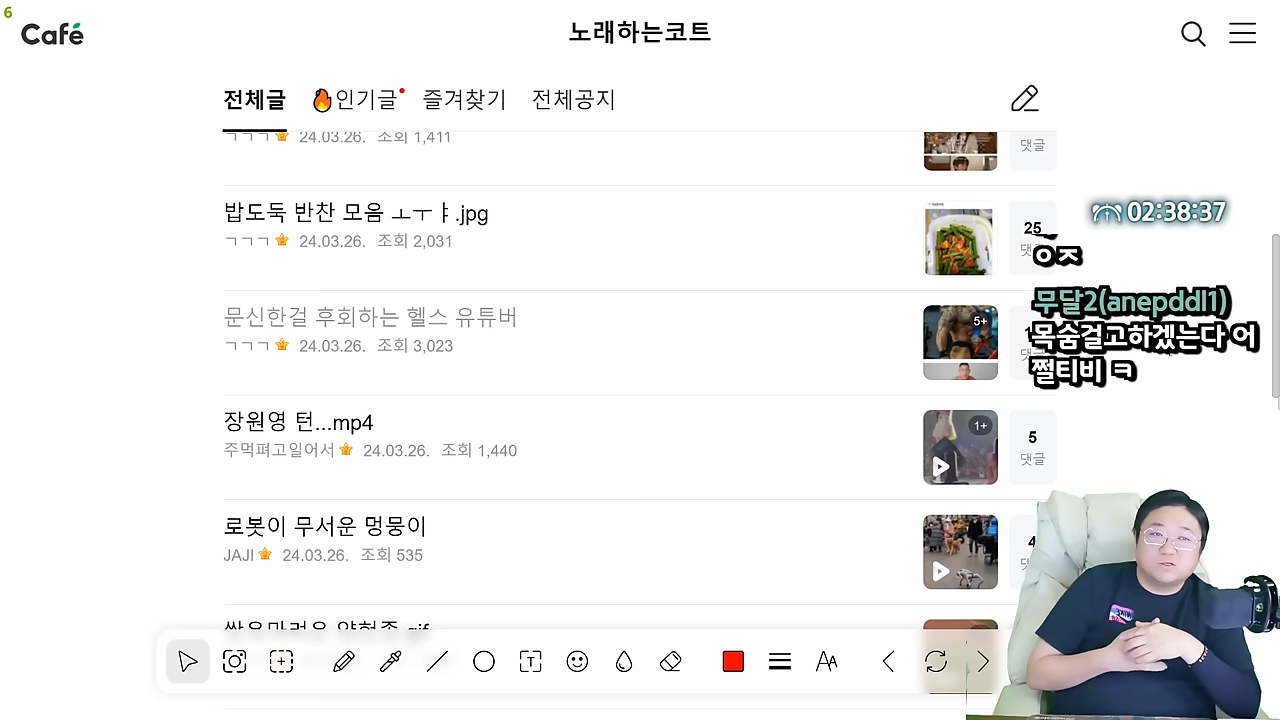 6
Café
노래하는코트
전체글 🔥인기글 즐겨찾기 전체공지
ㄱㄱㄱ 24.03.26. 조회 1,411
댓글
밥도둑 반찬 모음 ㅗㅜㅑ.jpg
ㄱㄱㄱ 24.03.26. 조회 2,031
25
02:38:37
ㅇㅈ
무달2(anepddl1)
목숨걸고하겠는다 어
쩔티비 ㅋ
문신한걸 후회하는 헬스 유튜버
ㄱㄱㄱ 24.03.26. 조회 3,023
5+
장원영 턴...mp4
주먹펴고일어서 24.03.26. 조회 1,440
1+
5
댓글
로봇이 무서운 멍뭉이
JAJI 24.03.26. 조회 535
4
T
AA